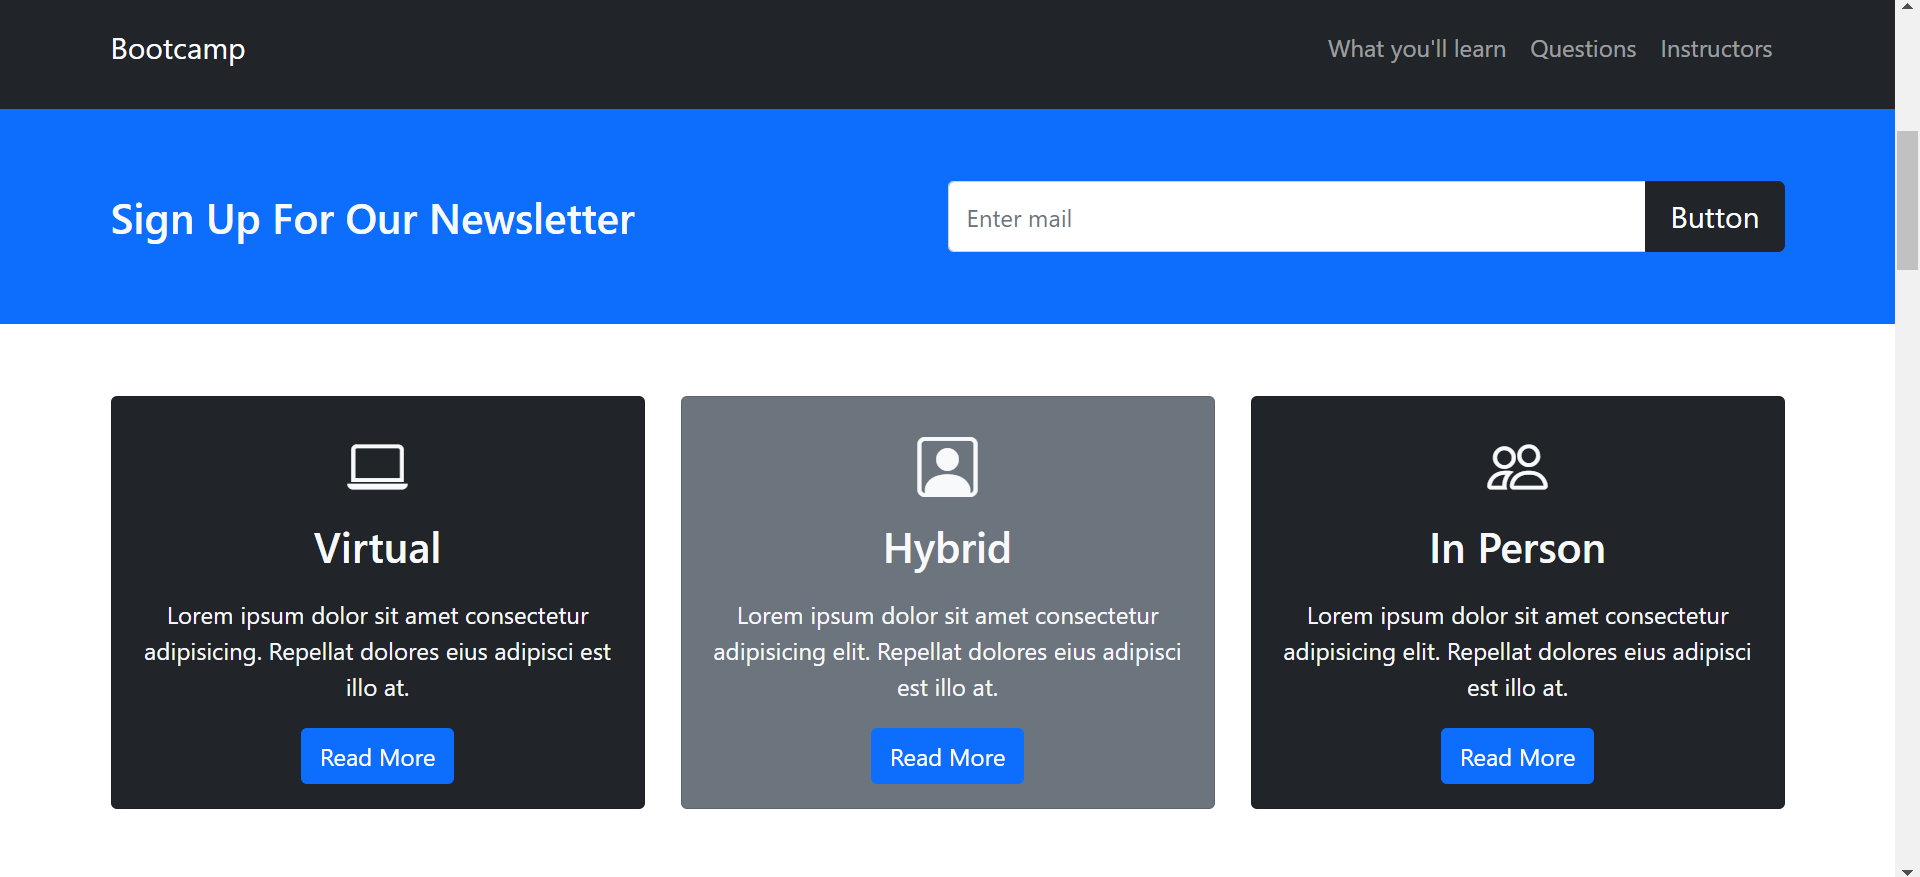 Bootcamp
What you'll learn Questions Instructors
Sign Up For Our Newsletter
Enter mail
Button
Virtual
Lorem ipsum dolor sit amet consectetur
adipisicing. Repellat dolores eius adipisci est
illo at.
Read More
Hybrid
Lorem ipsum dolor sit amet consectetur
adipisicing elit. Repellat dolores eius adipisci
est illo at.
Read More
In Person
Lorem ipsum dolor sit amet consectetur
adipisicing elit. Repellat dolores eius adipisci
est illo at.
Read More